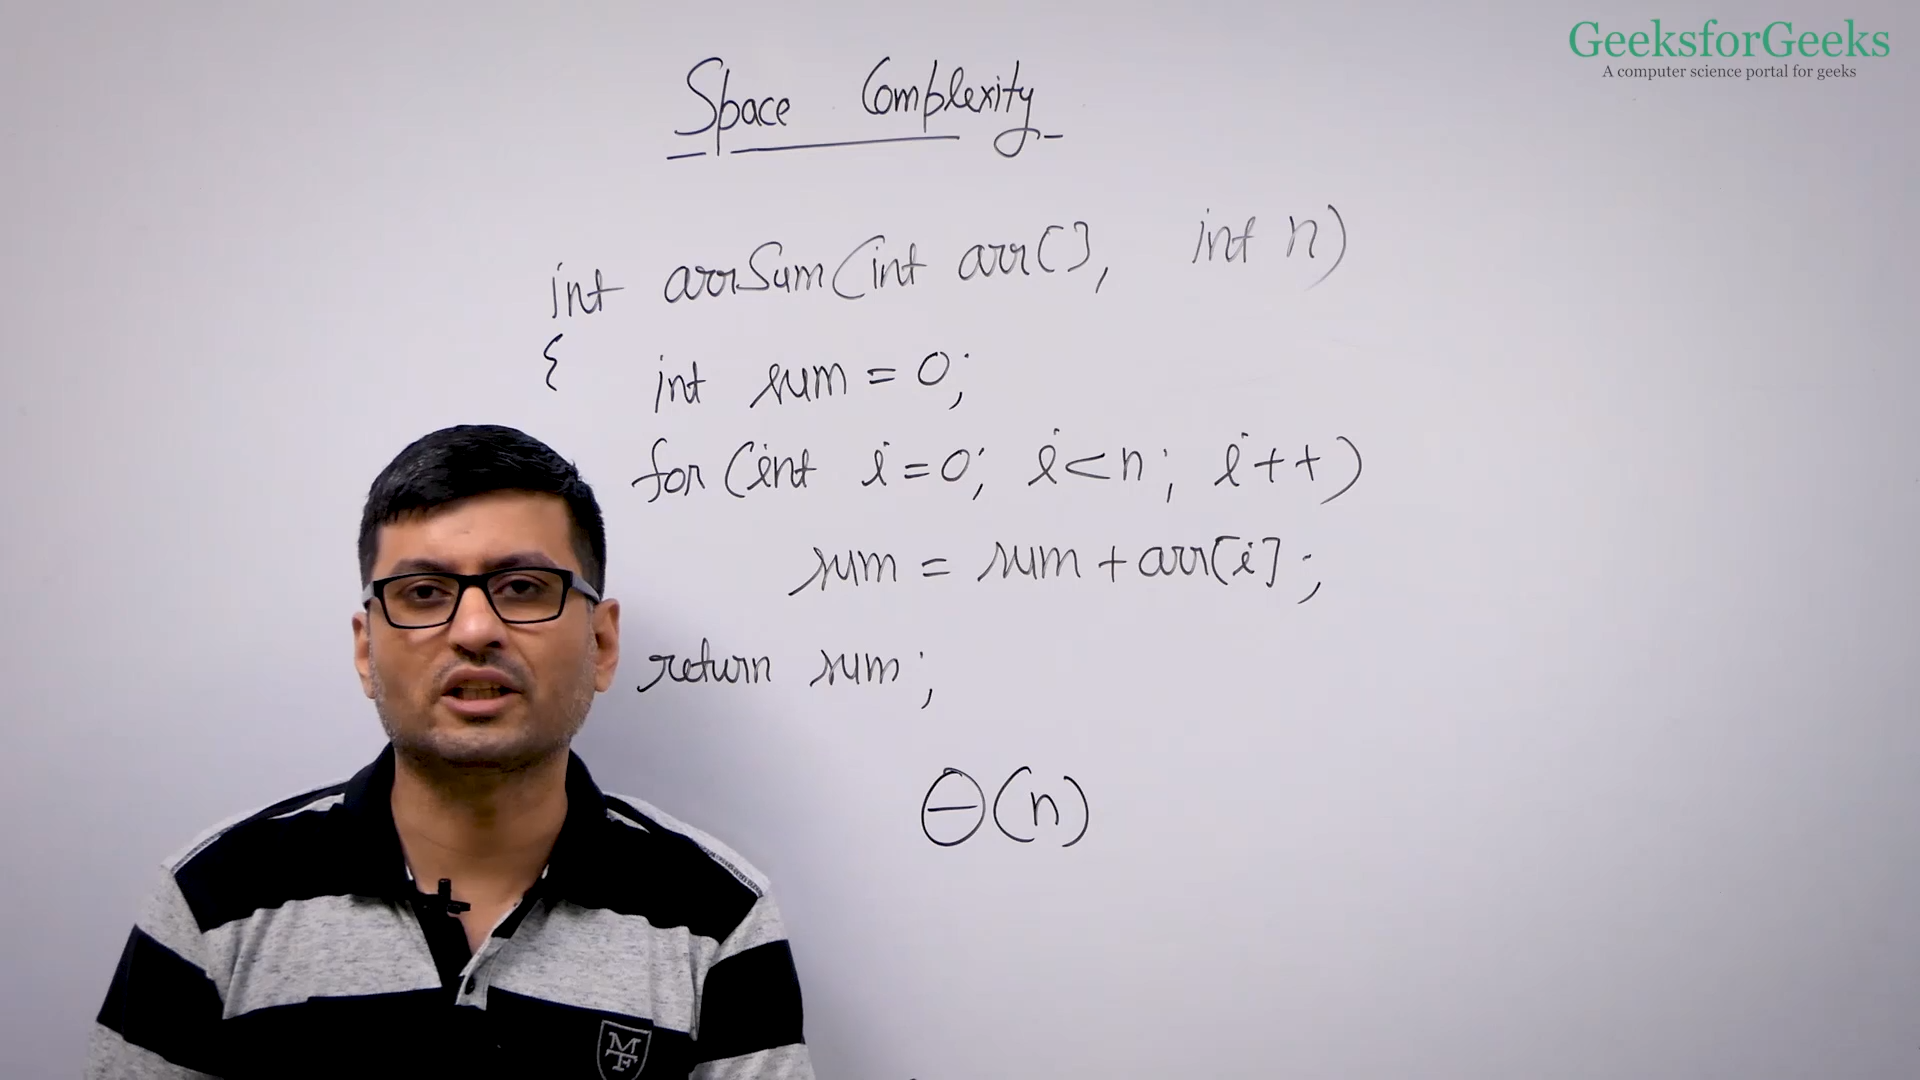 GeeksforGeeks
A computer science portal for geeks
Space Complexity
int arrSum(int arr[], int n)
{ int sum = 0;
for (int i=0; i<n; i++)
sum = sum + arr[i];
return sum;
Θ(n)
MF